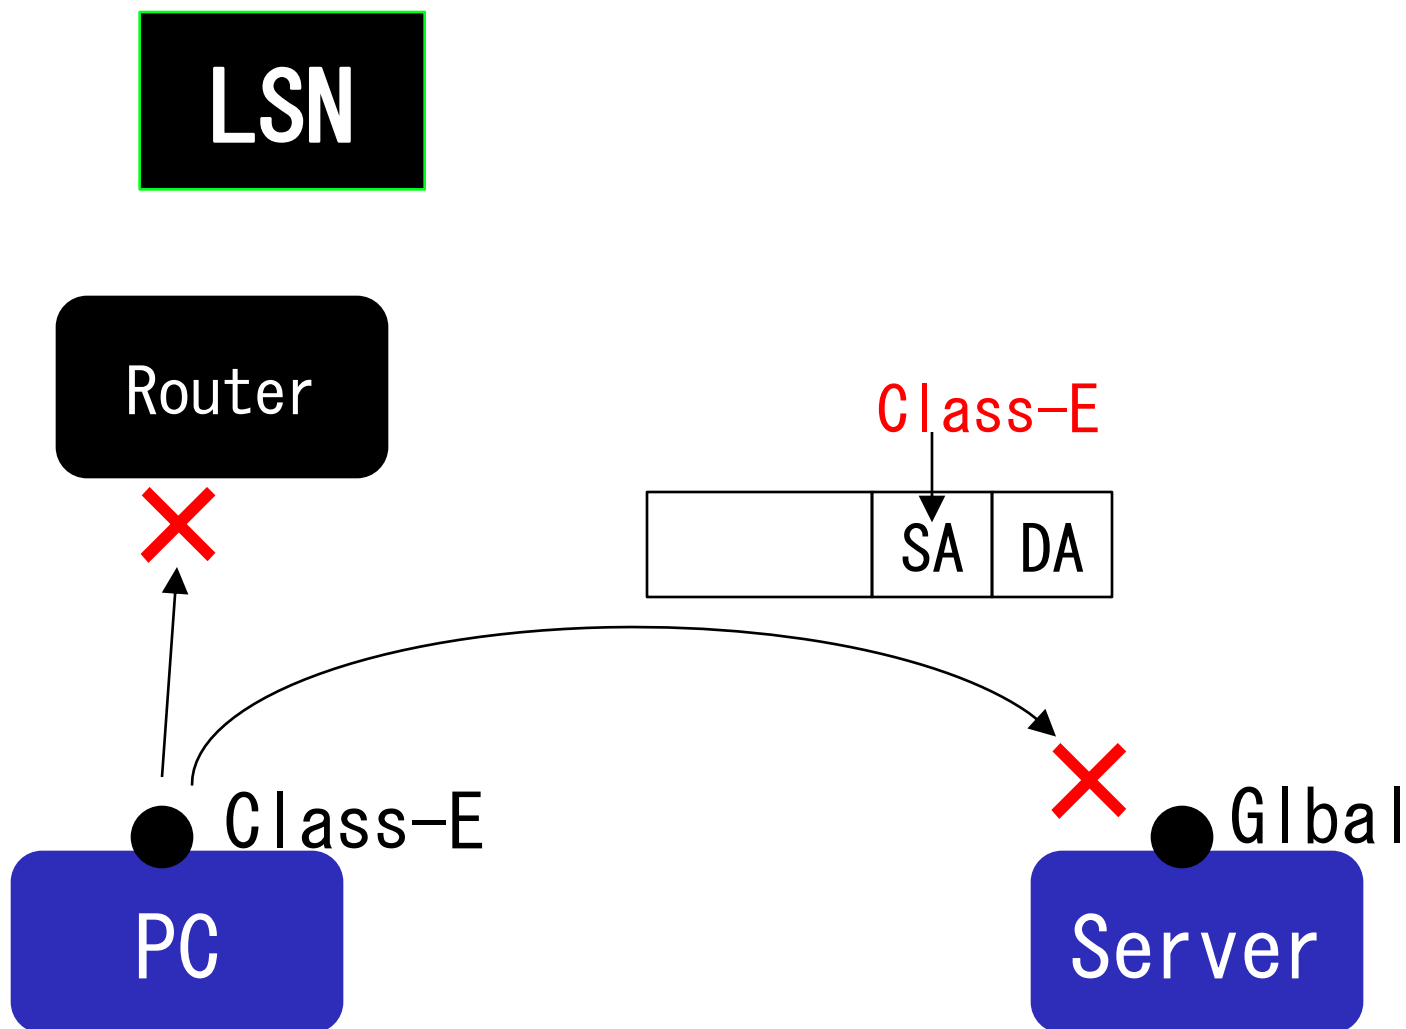 LSN
Router
Class-E
SA DA
Class-E
Glbal
PC
Server